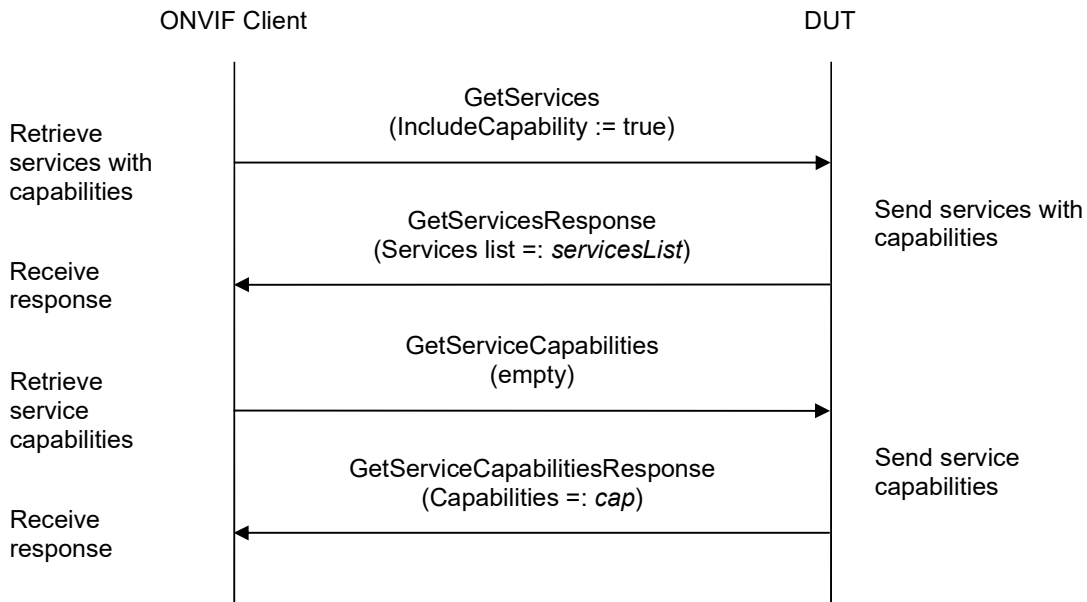 ONVIF Client
DUT
GetServices
(IncludeCapability := true)
Retrieve
services with
capabilities
GetServicesResponse
(Services list =: servicesList)
Send services with
capabilities
Receive
response
GetServiceCapabilities
(empty)
Retrieve
service
capabilities
GetServiceCapabilitiesResponse
(Capabilities =: cap)
Send service
capabilities
Receive
response